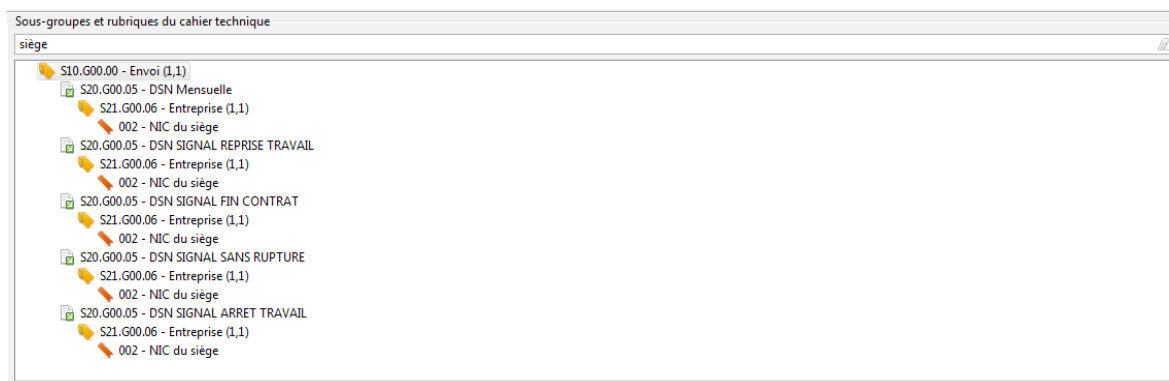 Sous-groupes et rubriques du cahier technique
siège
S10.G00.00 - Envoi (1,1)
S20.G00.05 - DSN Mensuelle
S21.G00.06 - Entreprise (1,1)
002 - NIC du siège
S20.G00.05 - DSN SIGNAL REPRISE TRAVAIL
S21.G00.06 - Entreprise (1,1)
002 - NIC du siège
S20.G00.05 - DSN SIGNAL FIN CONTRAT
S21.G00.06 - Entreprise (1,1)
002 - NIC du siège
S20.G00.05 - DSN SIGNAL SANS RUPTURE
S21.G00.06 - Entreprise (1,1)
002 - NIC du siège
S20.G00.05 - DSN SIGNAL ARRET TRAVAIL
S21.G00.06 - Entreprise (1,1)
002 - NIC du siège